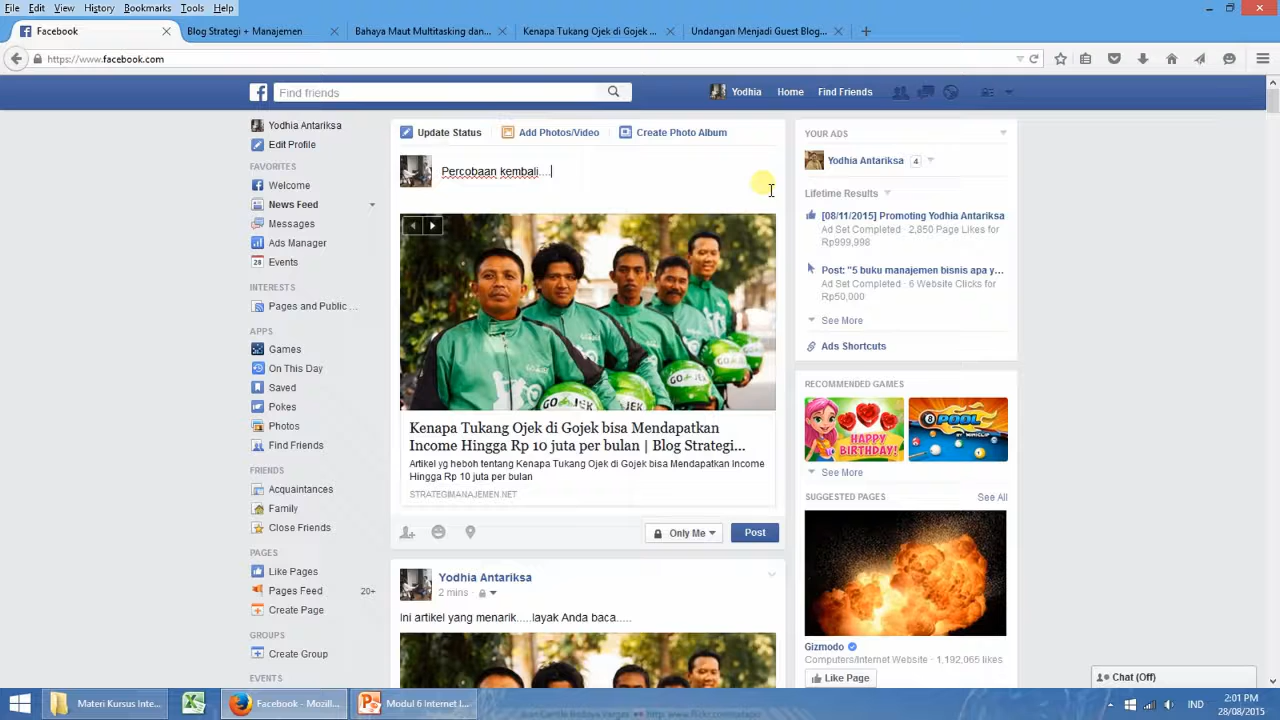 File Edit View History Bookmarks Tools Help
Facebook
Blog Strategi + Manajemen
Bahaya Maut Multitasking dan...
Kenapa Tukang Ojek di Gojek ...
Undangan Menjadi Guest Blog...
https://www.facebook.com
Find friends
Yodhia Home Find Friends
Yodhia Antariksa
Edit Profile
FAVORITES
Welcome
News Feed
Messages
Ads Manager
Events
INTERESTS
Pages and Public ...
APPS
Games
On This Day
Saved
Pokes
Photos
Find Friends
FRIENDS
Acquaintances
Family
Close Friends
PAGES
Like Pages
Pages Feed 20+
Create Page
GROUPS
Create Group
EVENTS
Update Status Add Photos/Video Create Photo Album
Percobaan kembali....
GOJEK
Kenapa Tukang Ojek di Gojek bisa Mendapatkan
Income Hingga Rp 10 juta per bulan | Blog Strategi...
Artikel yg heboh tentang Kenapa Tukang Ojek di Gojek bisa Mendapatkan Income
Hingga Rp 10 juta per bulan
STRATEGIMANAJEMEN.NET
Only Me Post
Yodhia Antariksa
2 mins
Ini artikel yang menarik.....layak Anda baca.....
YOUR ADS
Yodhia Antariksa 4
Lifetime Results
[08/11/2015] Promoting Yodhia Antariksa
Ad Set Completed · 2,850 Page Likes for
Rp999,998
Post: "5 buku manajemen bisnis apa y...
Ad Set Completed · 6 Website Clicks for
Rp50,000
See More
Ads Shortcuts
RECOMMENDED GAMES
HAPPY
BIRTHDAY!
8 POOL
BY MINICLIP
See More
SUGGESTED PAGES See All
Gizmodo
Computers/Internet Website · 1,192,065 likes
Like Page
Chat (Off)
Materi Kursus Inte...
Facebook - Mozill...
Modul 6 Internet I...
IND
2:01 PM
28/08/2015